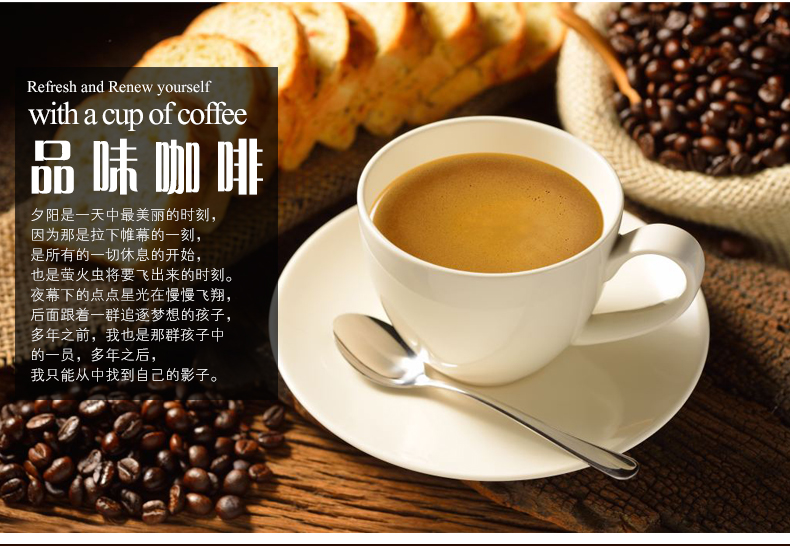 Refresh and Renew yourself
with a cup of coffee
品味咖啡
夕阳是一天中最美丽的时刻，
因为那是拉下帷幕的一刻，
是所有的一切休息的开始，
也是萤火虫将要飞出来的时刻。
夜幕下的点点星光在慢慢飞翔，
后面跟着一群追逐梦想的孩子，
多年之前，我也是那群孩子中
的一员，多年之后，
我只能从中找到自己的影子。